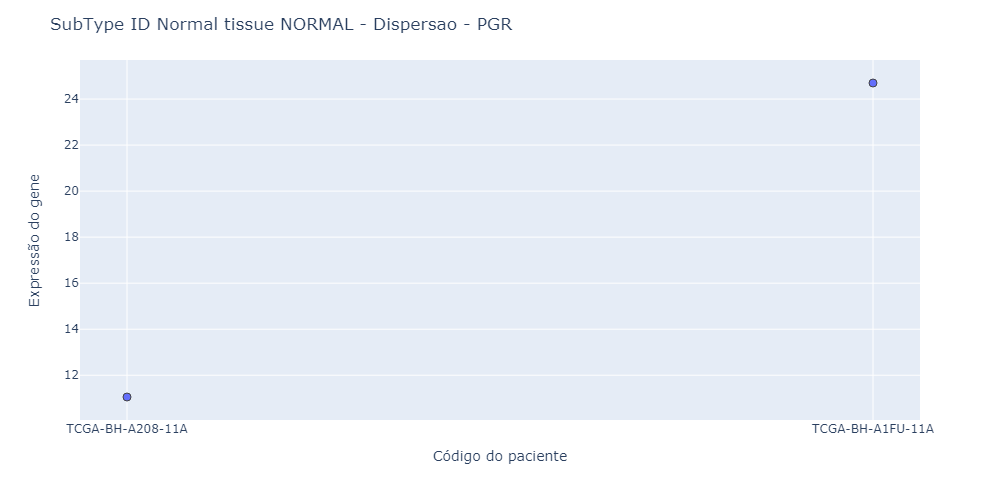 SubType ID Normal tissue NORMAL - Dispersao - PGR
24
22
20
18
16
14
12
Expressão do gene
TCGA-BH-A208-11A
TCGA-BH-A1FU-11A
Código do paciente